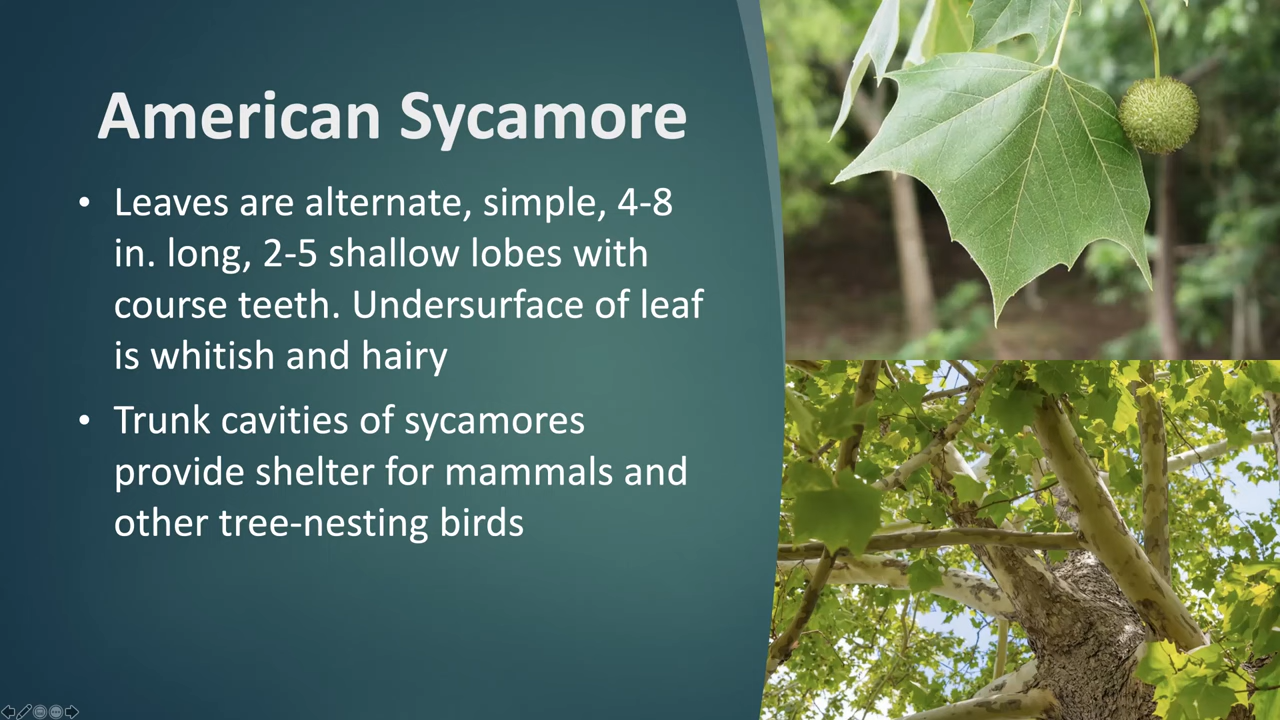 American Sycamore
• Leaves are alternate, simple, 4-8
in. long, 2-5 shallow lobes with
course teeth. Undersurface of leaf
is whitish and hairy
• Trunk cavities of sycamores
provide shelter for mammals and
other tree-nesting birds